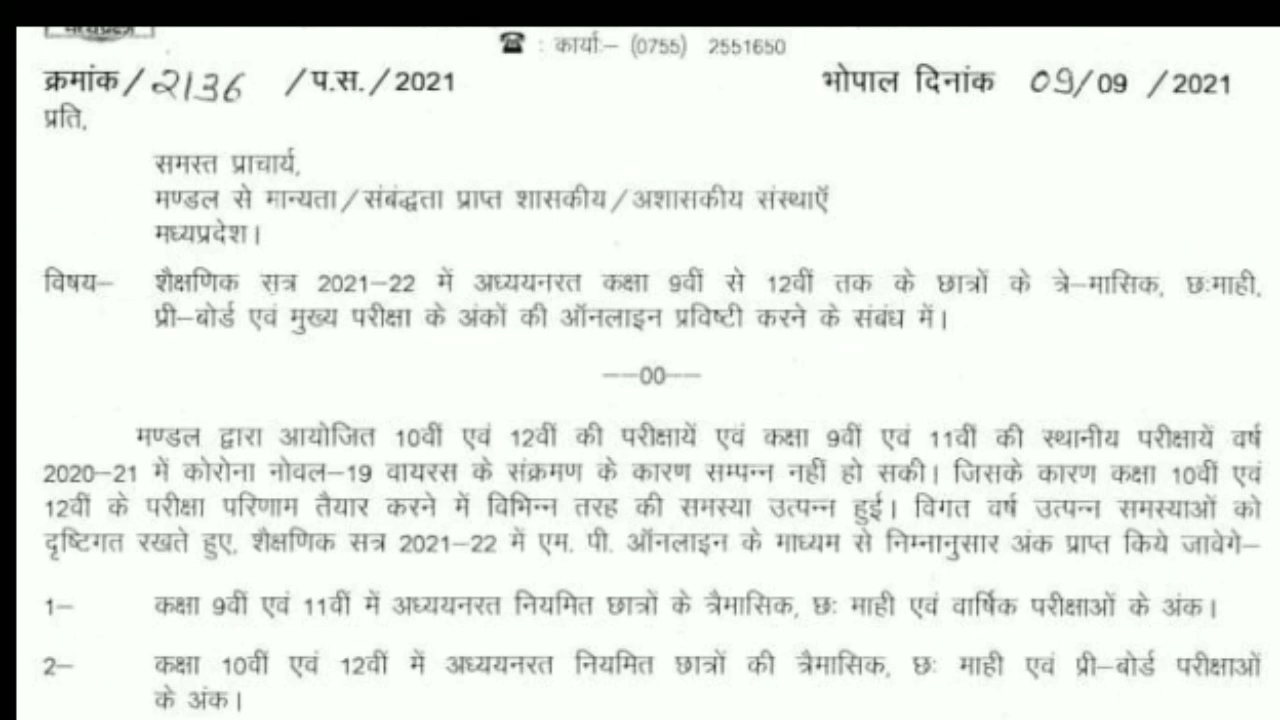 मध्यप्रदेश
☎ : कार्याः– (0755) 2551650
क्रमांक/2136 /प.स./2021 भोपाल दिनांक 09/09 /2021
प्रति,
समस्त प्राचार्य,
मण्डल से मान्यता/संबंद्धता प्राप्त शासकीय/अशासकीय संस्थाऍ
मध्यप्रदेश।
विषय– शैक्षणिक सत्र 2021–22 में अध्ययनरत कक्षा 9वीं से 12वीं तक के छात्रों के त्रे–मासिक, छःमाही,
प्री–बोर्ड एवं मुख्य परीक्षा के अंकों की ऑनलाइन प्रविष्टी करने के संबंध में।
––00––
मण्डल द्वारा आयोजित 10वीं एवं 12वीं की परीक्षायें एवं कक्षा 9वीं एवं 11वीं की स्थानीय परीक्षायें वर्ष
2020–21 में कोरोना नोवल–19 वायरस के संक्रमण के कारण सम्पन्न नहीं हो सकी। जिसके कारण कक्षा 10वीं एवं
12वीं के परीक्षा परिणाम तैयार करने में विभिन्न तरह की समस्या उत्पन्न हुई। विगत वर्ष उत्पन्न समस्याओं को
दृष्टिगत रखते हुए, शैक्षणिक सत्र 2021–22 में एम. पी. ऑनलाइन के माध्यम से निम्नानुसार अंक प्राप्त किये जावेगे–
1– कक्षा 9वीं एवं 11वीं में अध्ययनरत नियमित छात्रों के त्रैमासिक, छः माही एवं वार्षिक परीक्षाओं के अंक।
2– कक्षा 10वीं एवं 12वीं में अध्ययनरत नियमित छात्रों की त्रैमासिक, छः माही एवं प्री–बोर्ड परीक्षाओं
के अंक।